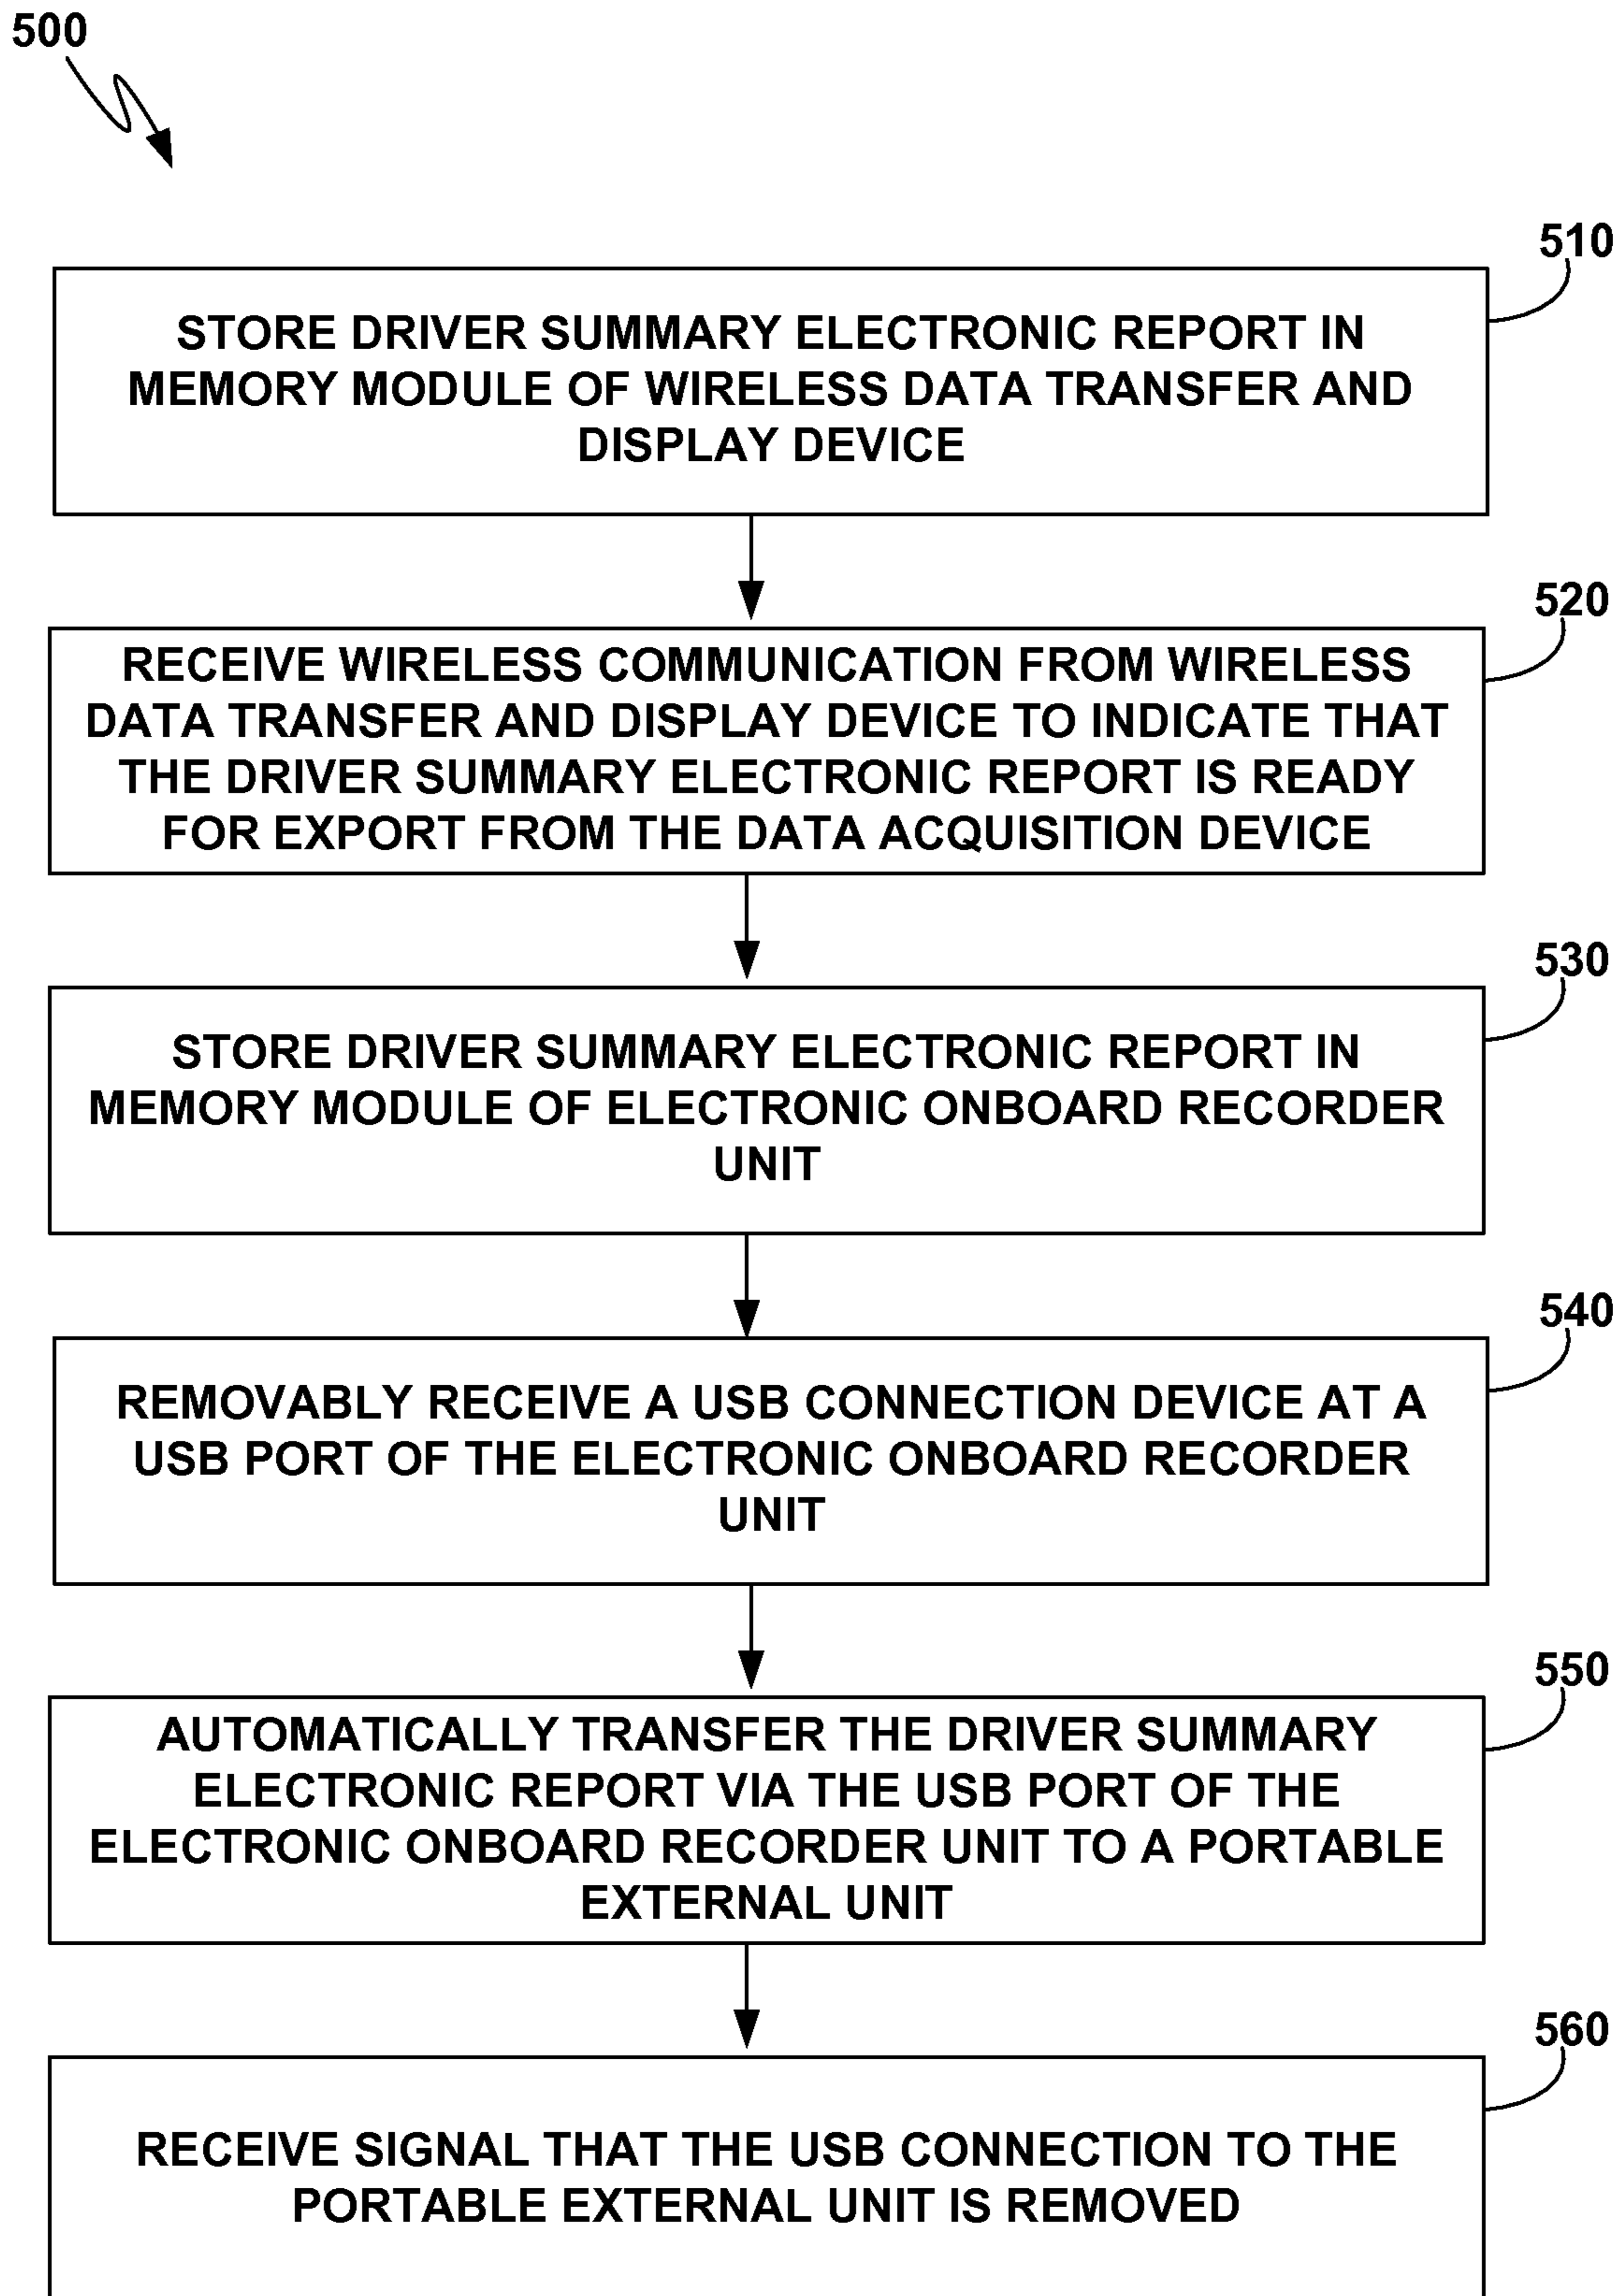 500
510
STORE DRIVER SUMMARY ELECTRONIC REPORT IN
MEMORY MODULE OF WIRELESS DATA TRANSFER AND
DISPLAY DEVICE
520
RECEIVE WIRELESS COMMUNICATION FROM WIRELESS
DATA TRANSFER AND DISPLAY DEVICE TO INDICATE THAT
THE DRIVER SUMMARY ELECTRONIC REPORT IS READY
FOR EXPORT FROM THE DATA ACQUISITION DEVICE
530
STORE DRIVER SUMMARY ELECTRONIC REPORT IN
MEMORY MODULE OF ELECTRONIC ONBOARD RECORDER
UNIT
540
REMOVABLY RECEIVE A USB CONNECTION DEVICE AT A
USB PORT OF THE ELECTRONIC ONBOARD RECORDER
UNIT
550
AUTOMATICALLY TRANSFER THE DRIVER SUMMARY
ELECTRONIC REPORT VIA THE USB PORT OF THE
ELECTRONIC ONBOARD RECORDER UNIT TO A PORTABLE
EXTERNAL UNIT
560
RECEIVE SIGNAL THAT THE USB CONNECTION TO THE
PORTABLE EXTERNAL UNIT IS REMOVED